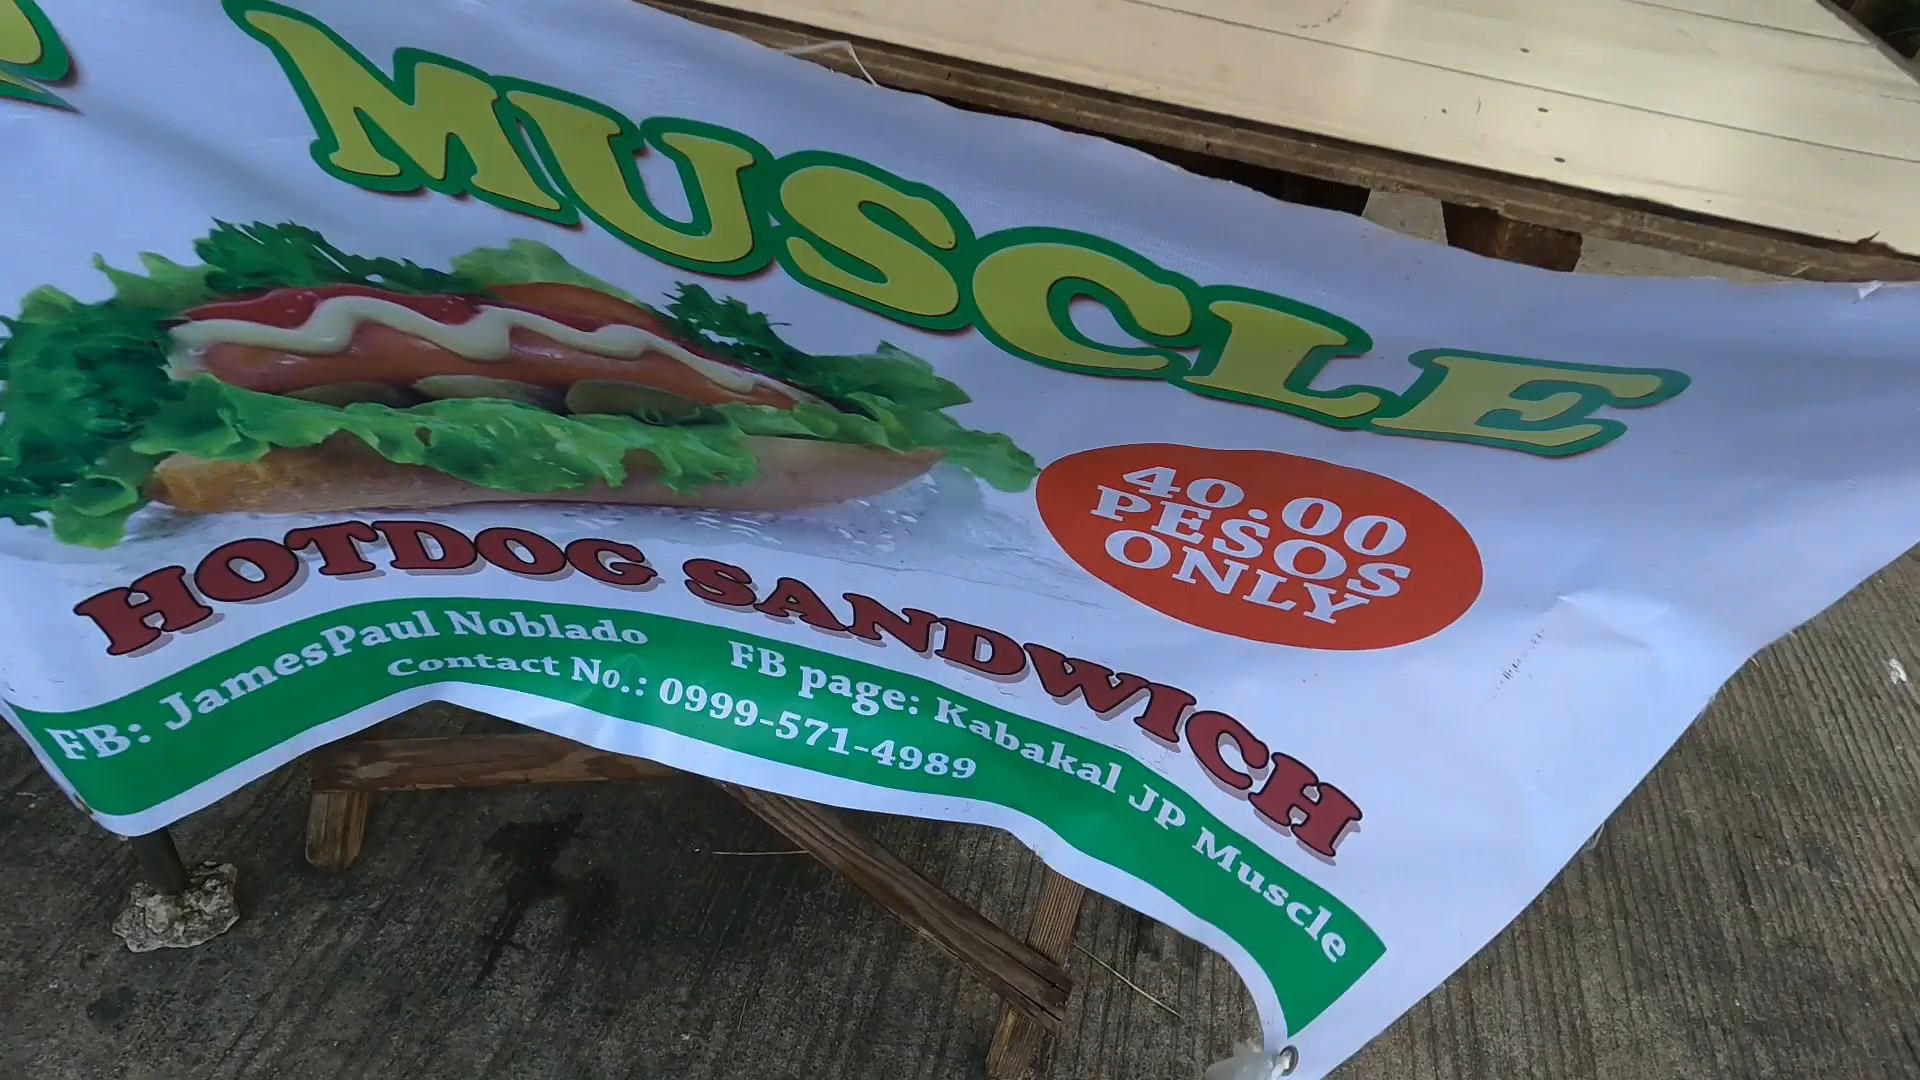 MUSCLE
40.00
PESOS
ONLY
HOTDOG SANDWICH
FB: JamesPaul Noblado FB page: Kabakal JP Muscle
Contact No.: 0999-571-4989